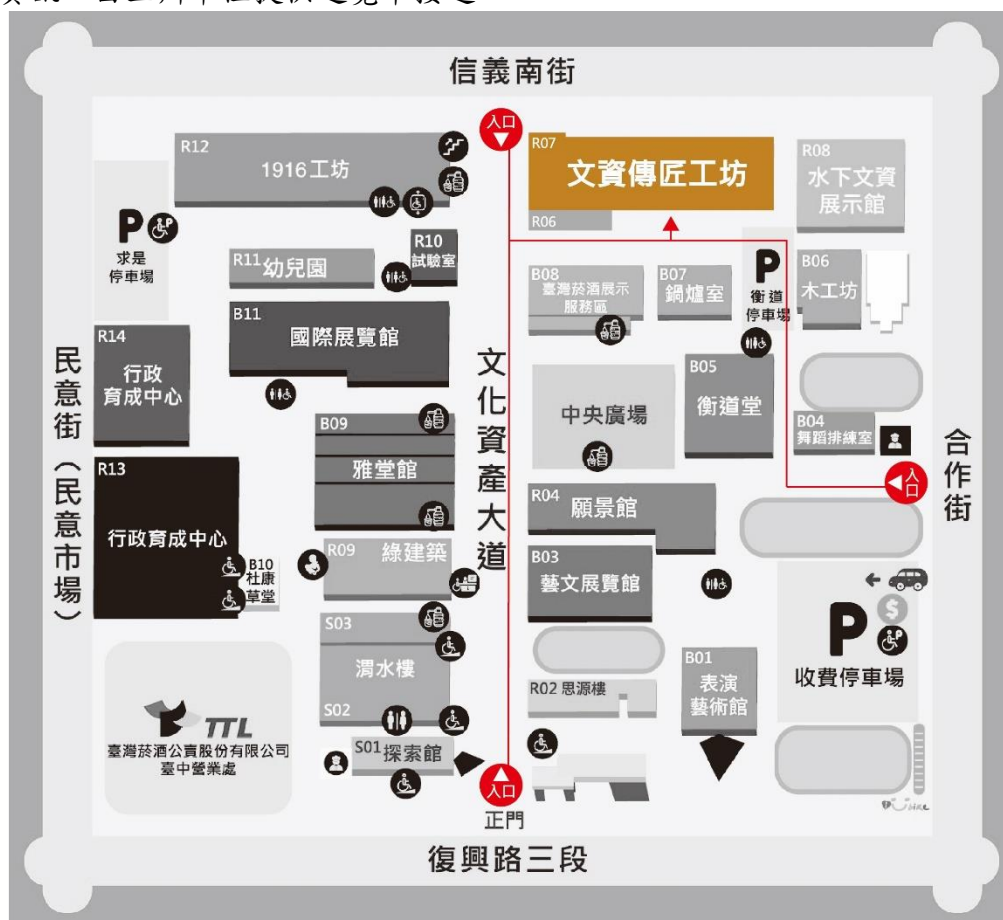 信義南街
入口
R12
1916工坊
R07
文資傳匠工坊
R08
水下文資
展示館
R06
P
求是
停車場
R11 幼兒園
R10
試驗室
B08
臺灣菸酒展示
服務區
B07
鍋爐室
P
衡道
停車場
B06
木工坊
B11
國際展覽館
R14
行政
育成中心
民意街（民意市場）
文化資產大道
中央廣場
B05
衡道堂
B04
舞蹈排練室
合作街
入口
B09
雅堂館
R13
行政育成中心
B10
杜康
草堂
R04
願景館
R09 綠建築
B03
藝文展覽館
$
P
收費停車場
S03
渭水樓
S02
R02 思源樓
B01
表演
藝術館
TTL
臺灣菸酒公賣股份有限公司
臺中營業處
S01 探索館
入口
正門
復興路三段